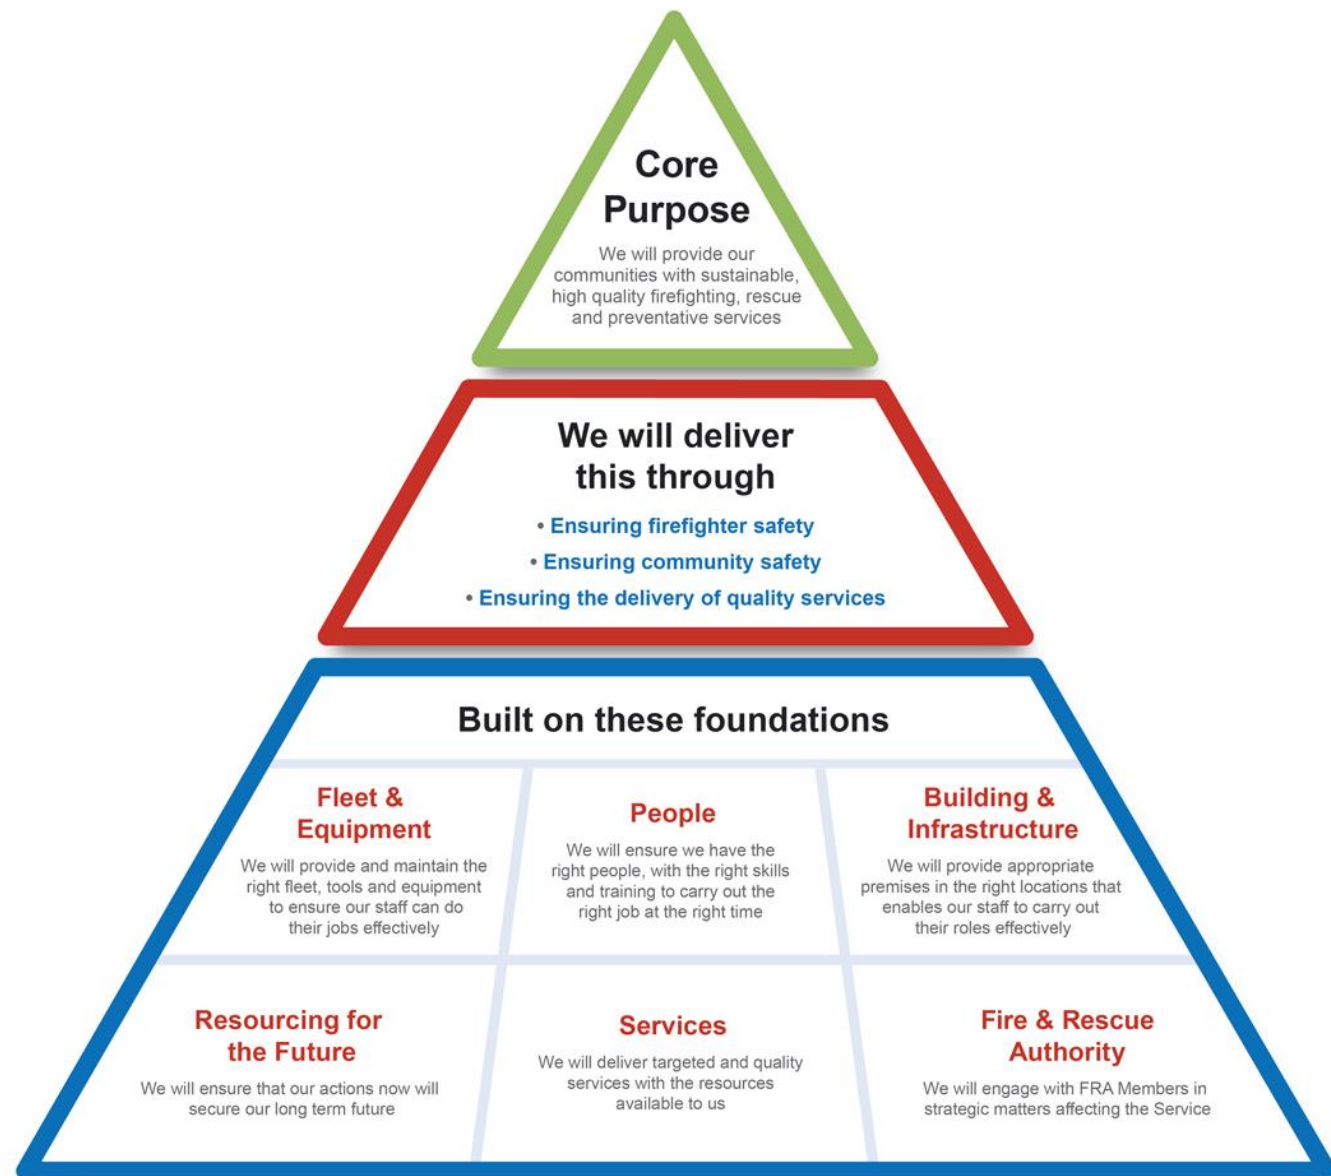 Core
Purpose
We will provide our
communities with sustainable,
high quality firefighting, rescue
and preventative services
We will deliver
this through
• Ensuring firefighter safety
• Ensuring community safety
• Ensuring the delivery of quality services
Built on these foundations
Fleet &
Equipment
We will provide and maintain the
right fleet, tools and equipment
to ensure our staff can do
their jobs effectively
People
We will ensure we have the
right people, with the right skills
and training to carry out the
right job at the right time
Building &
Infrastructure
We will provide appropriate
premises in the right locations that
enables our staff to carry out
their roles effectively
Resourcing for
the Future
We will ensure that our actions now will
secure our long term future
Services
We will deliver targeted and quality
services with the resources
available to us
Fire & Rescue
Authority
We will engage with FRA Members in
strategic matters affecting the Service